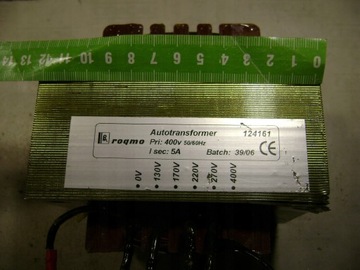 0 1 2 3 4 5 6 7 8 9 10 11 12 13 14
R roqmo
Autotransformer 124161
Pri: 400v 50/60Hz
I sec: 5A Batch: 39/06 CE
0V 130V 170V 220V 270V 400V